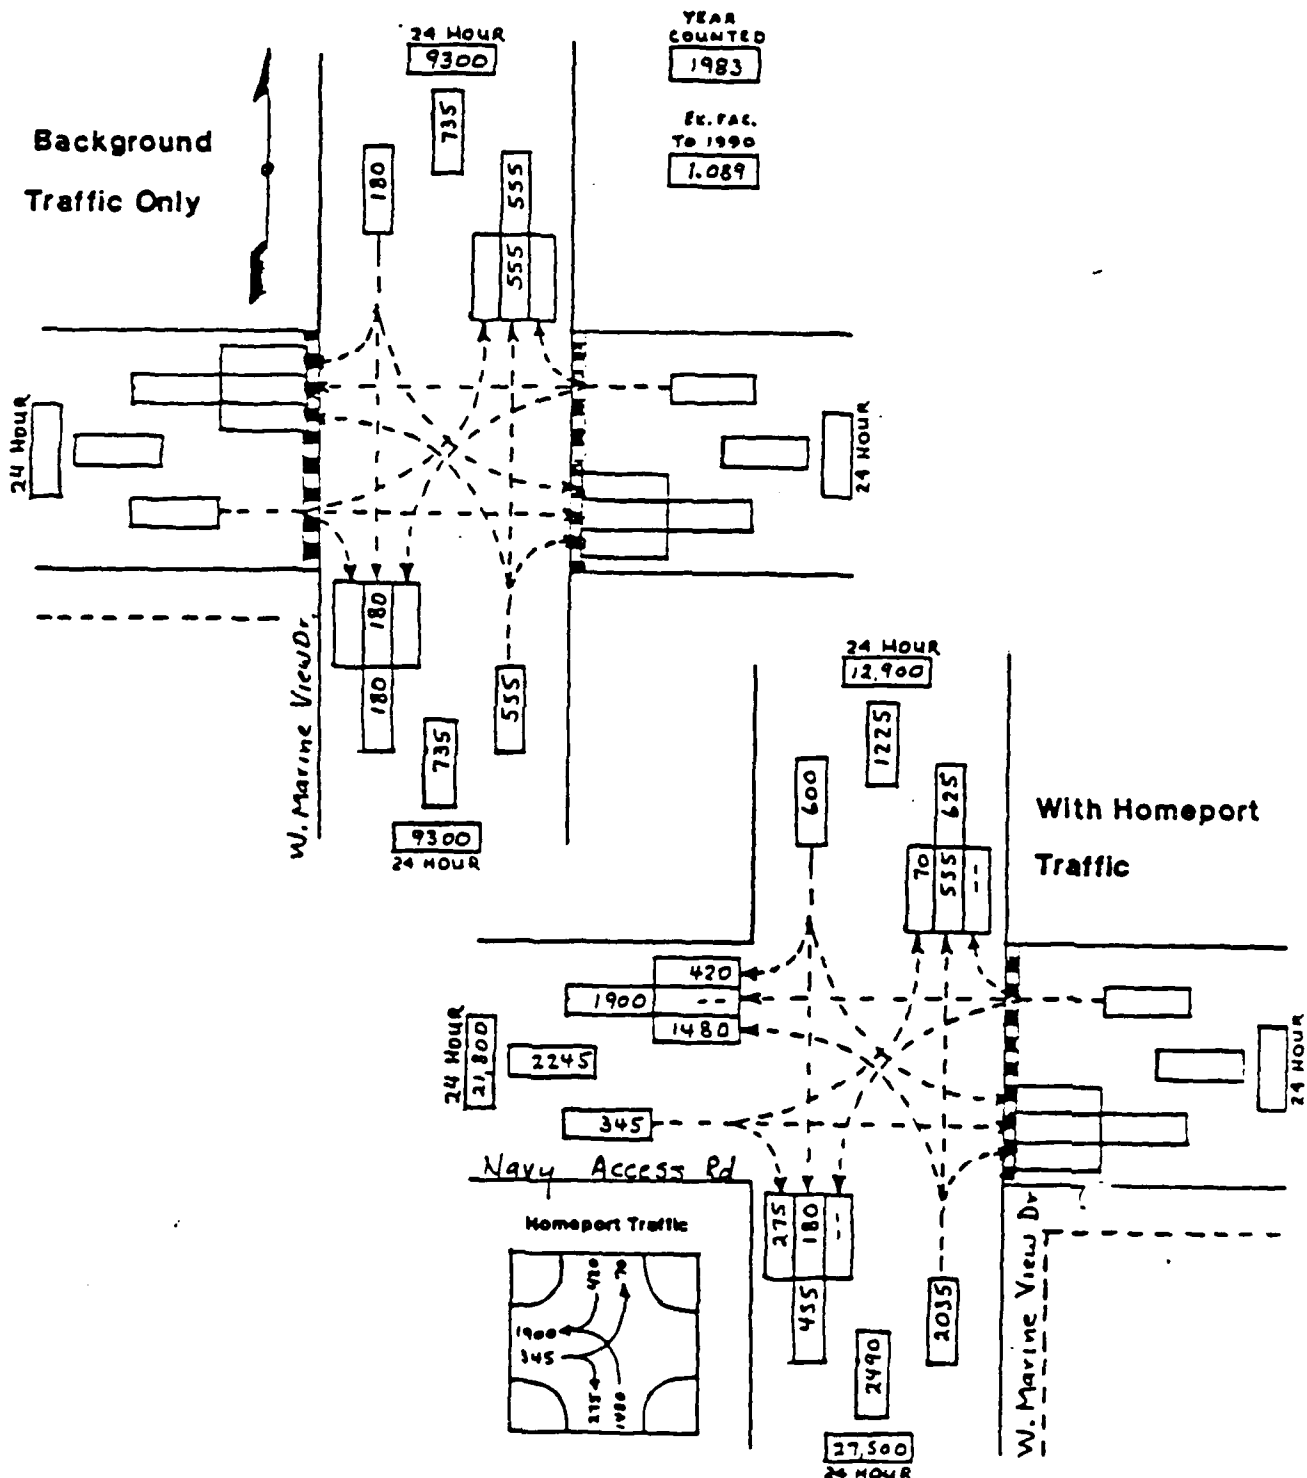 24 HOUR
9300
YEAR
COUNTED
1983
735
EX. FAC.
TO 1990
1.089
Background
Traffic Only
180
555
555
24 HOUR
24 HOUR
180
180
555
W. Marine View Dr.
735
9300
24 HOUR
24 HOUR
12,900
1225
600
625
70
555
--
With Homeport
Traffic
420
1900
--
1480
24 HOUR
21,800
2245
24 HOUR
345
Navy Access Rd
275
180
--
455
2035
2490
27,500
24 HOUR
W. Marine View Dr
Homeport Traffic
420
70
1900
345
275
1480